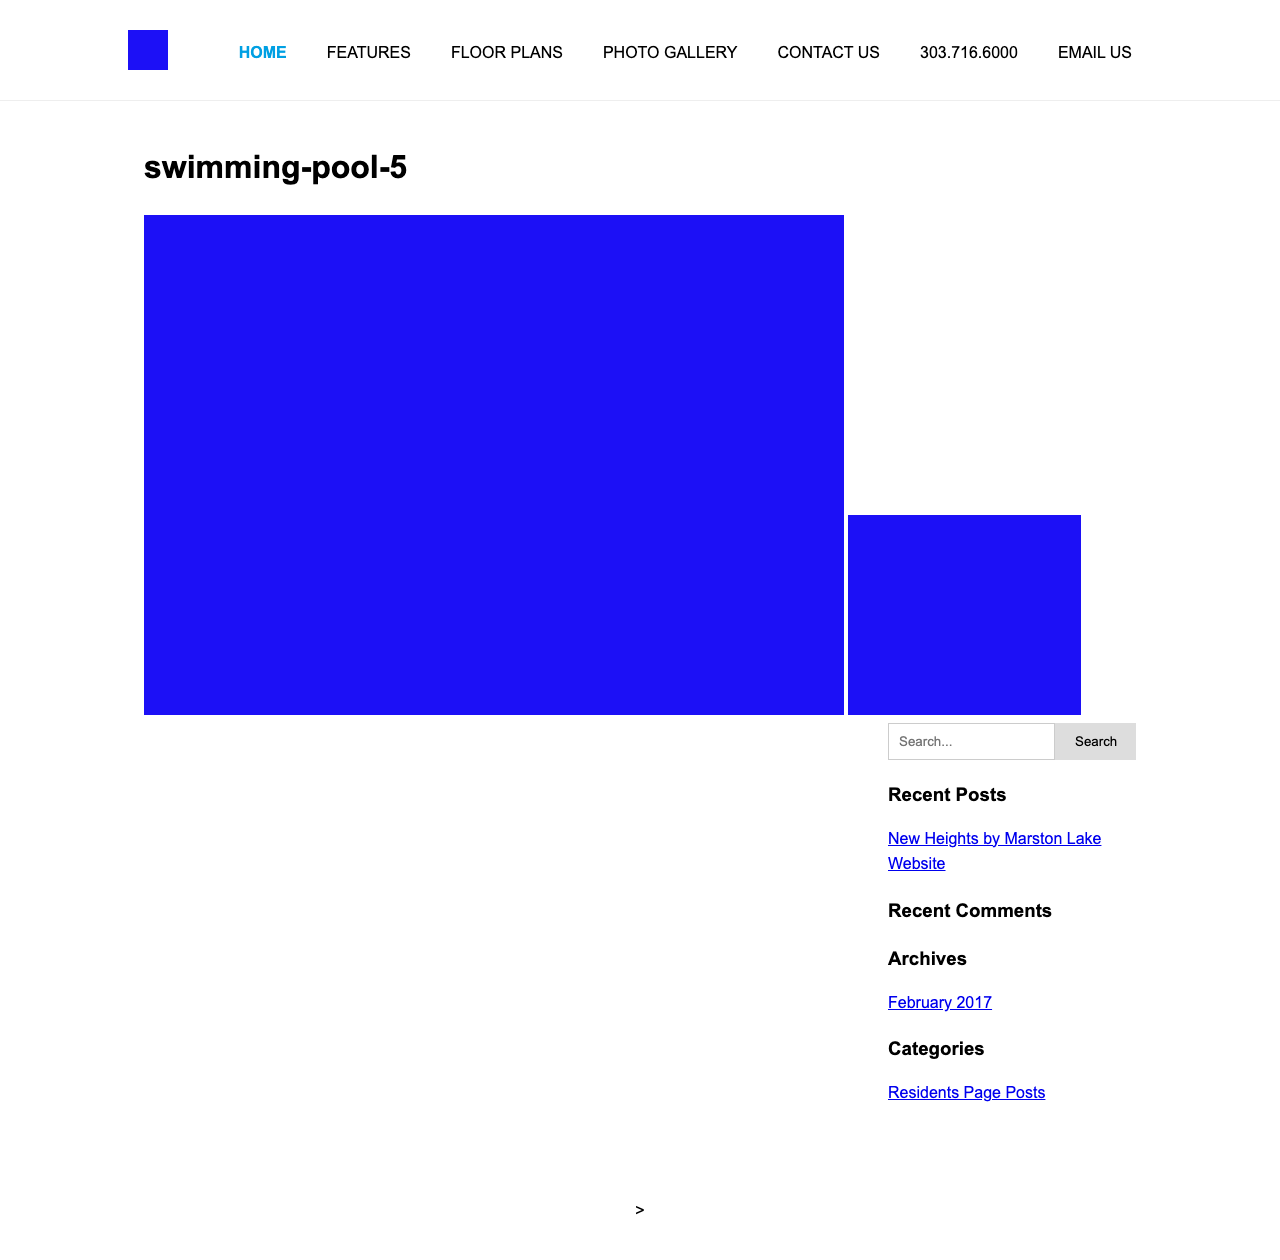 HOME FEATURES FLOOR PLANS PHOTO GALLERY CONTACT US 303.716.6000 EMAIL US
swimming-pool-5
Search... Search
Recent Posts
New Heights by Marston Lake
Website
Recent Comments
Archives
February 2017
Categories
Residents Page Posts
>